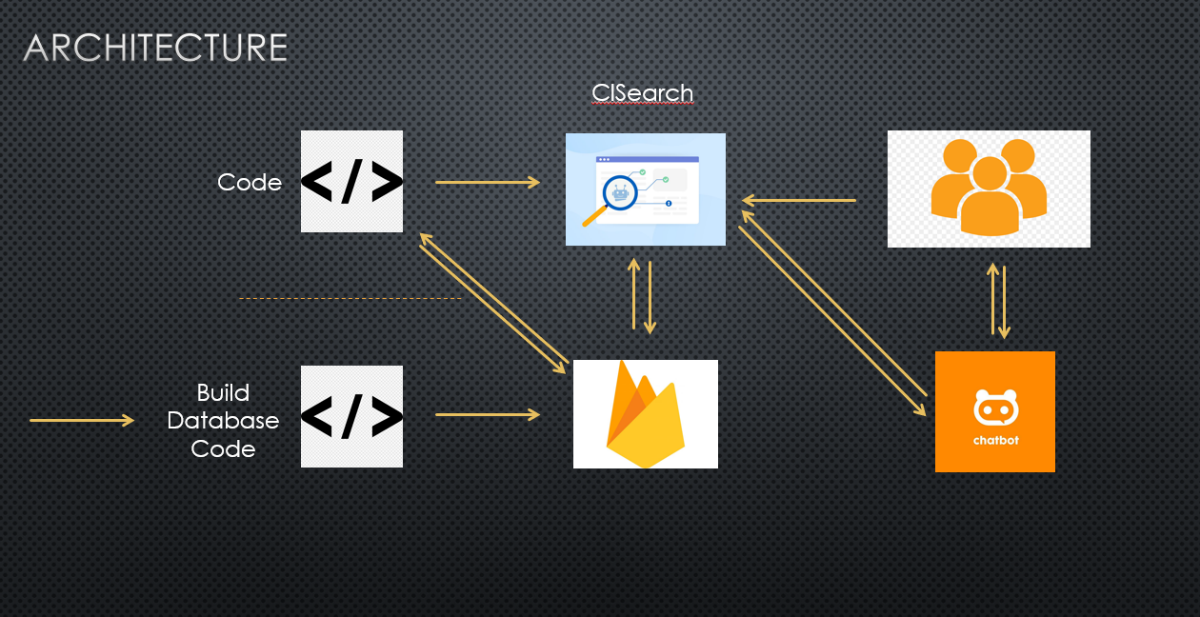 ARCHITECTURE
CISearch
Code
</>
Build
Database
Code
</>
chatbot